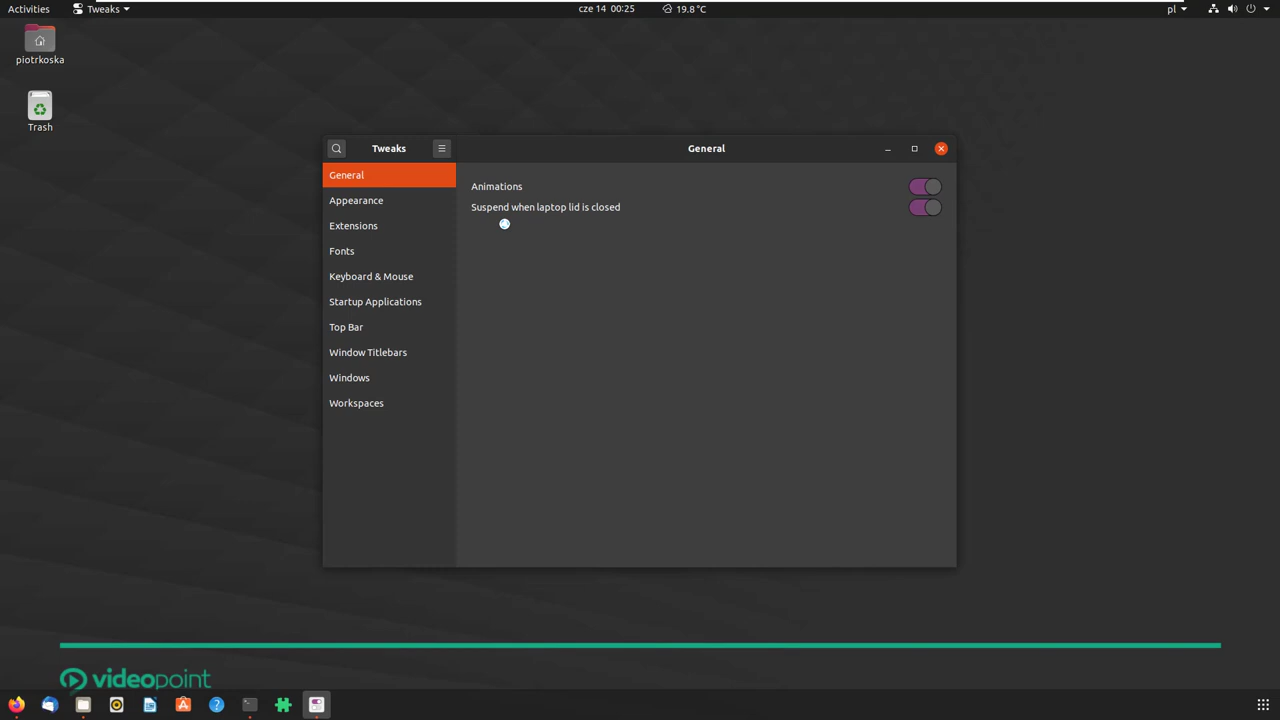 Activities
Tweaks
cze 14 00:25
19.8 °C
pl
piotrkoska
Trash
Tweaks
General
General
Appearance
Extensions
Fonts
Keyboard & Mouse
Startup Applications
Top Bar
Window Titlebars
Windows
Workspaces
Animations
Suspend when laptop lid is closed
videopoint